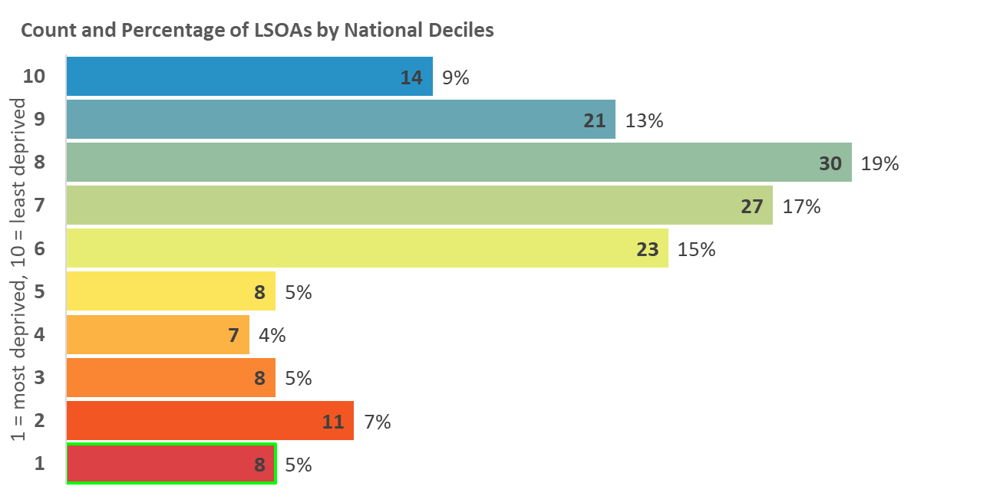 Count and Percentage of LSOAs by National Deciles
1 = most deprived, 10 = least deprived
10 14 9%
9 21 13%
8 30 19%
7 27 17%
6 23 15%
5 8 5%
4 7 4%
3 8 5%
2 11 7%
1 8 5%